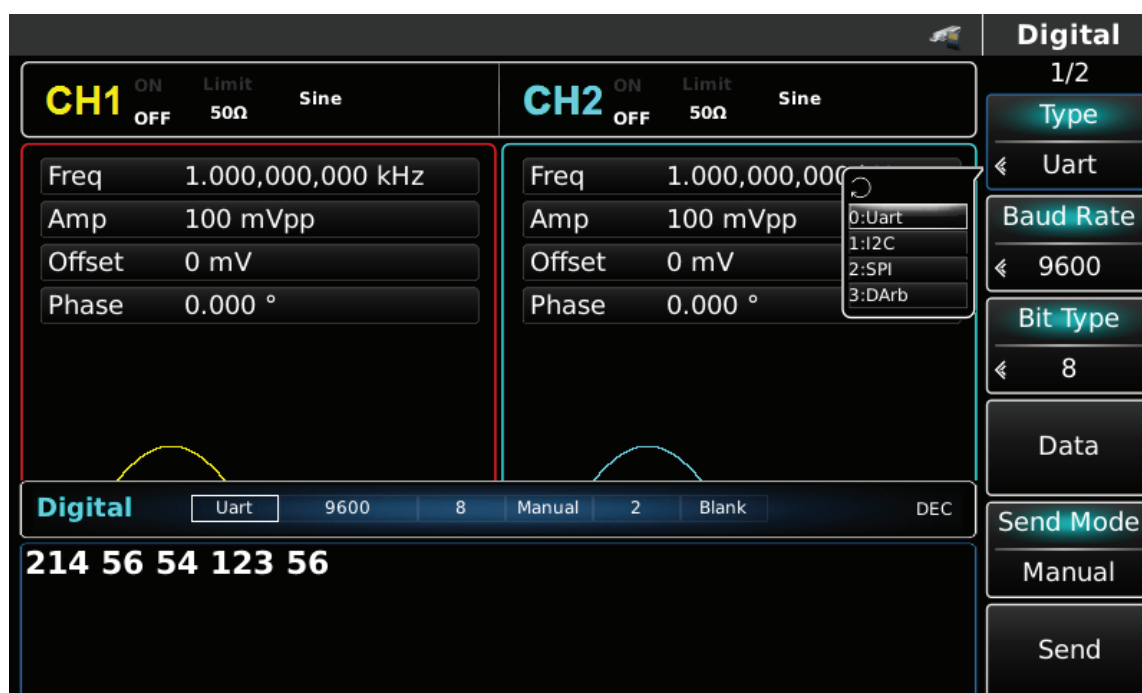 Digital
1/2
CH1 ON OFF Limit 50Ω Sine
CH2 ON OFF Limit 50Ω Sine
Freq 1.000,000,000 kHz
Amp 100 mVpp
Offset 0 mV
Phase 0.000 °
Freq 1.000,000,000
Amp 100 mVpp
Offset 0 mV
Phase 0.000 °
0:Uart
1:I2C
2:SPI
3:DArb
Type
Uart
Baud Rate
9600
Bit Type
8
Data
Send Mode
Manual
Send
Digital Uart 9600 8 Manual 2 Blank DEC
214 56 54 123 56